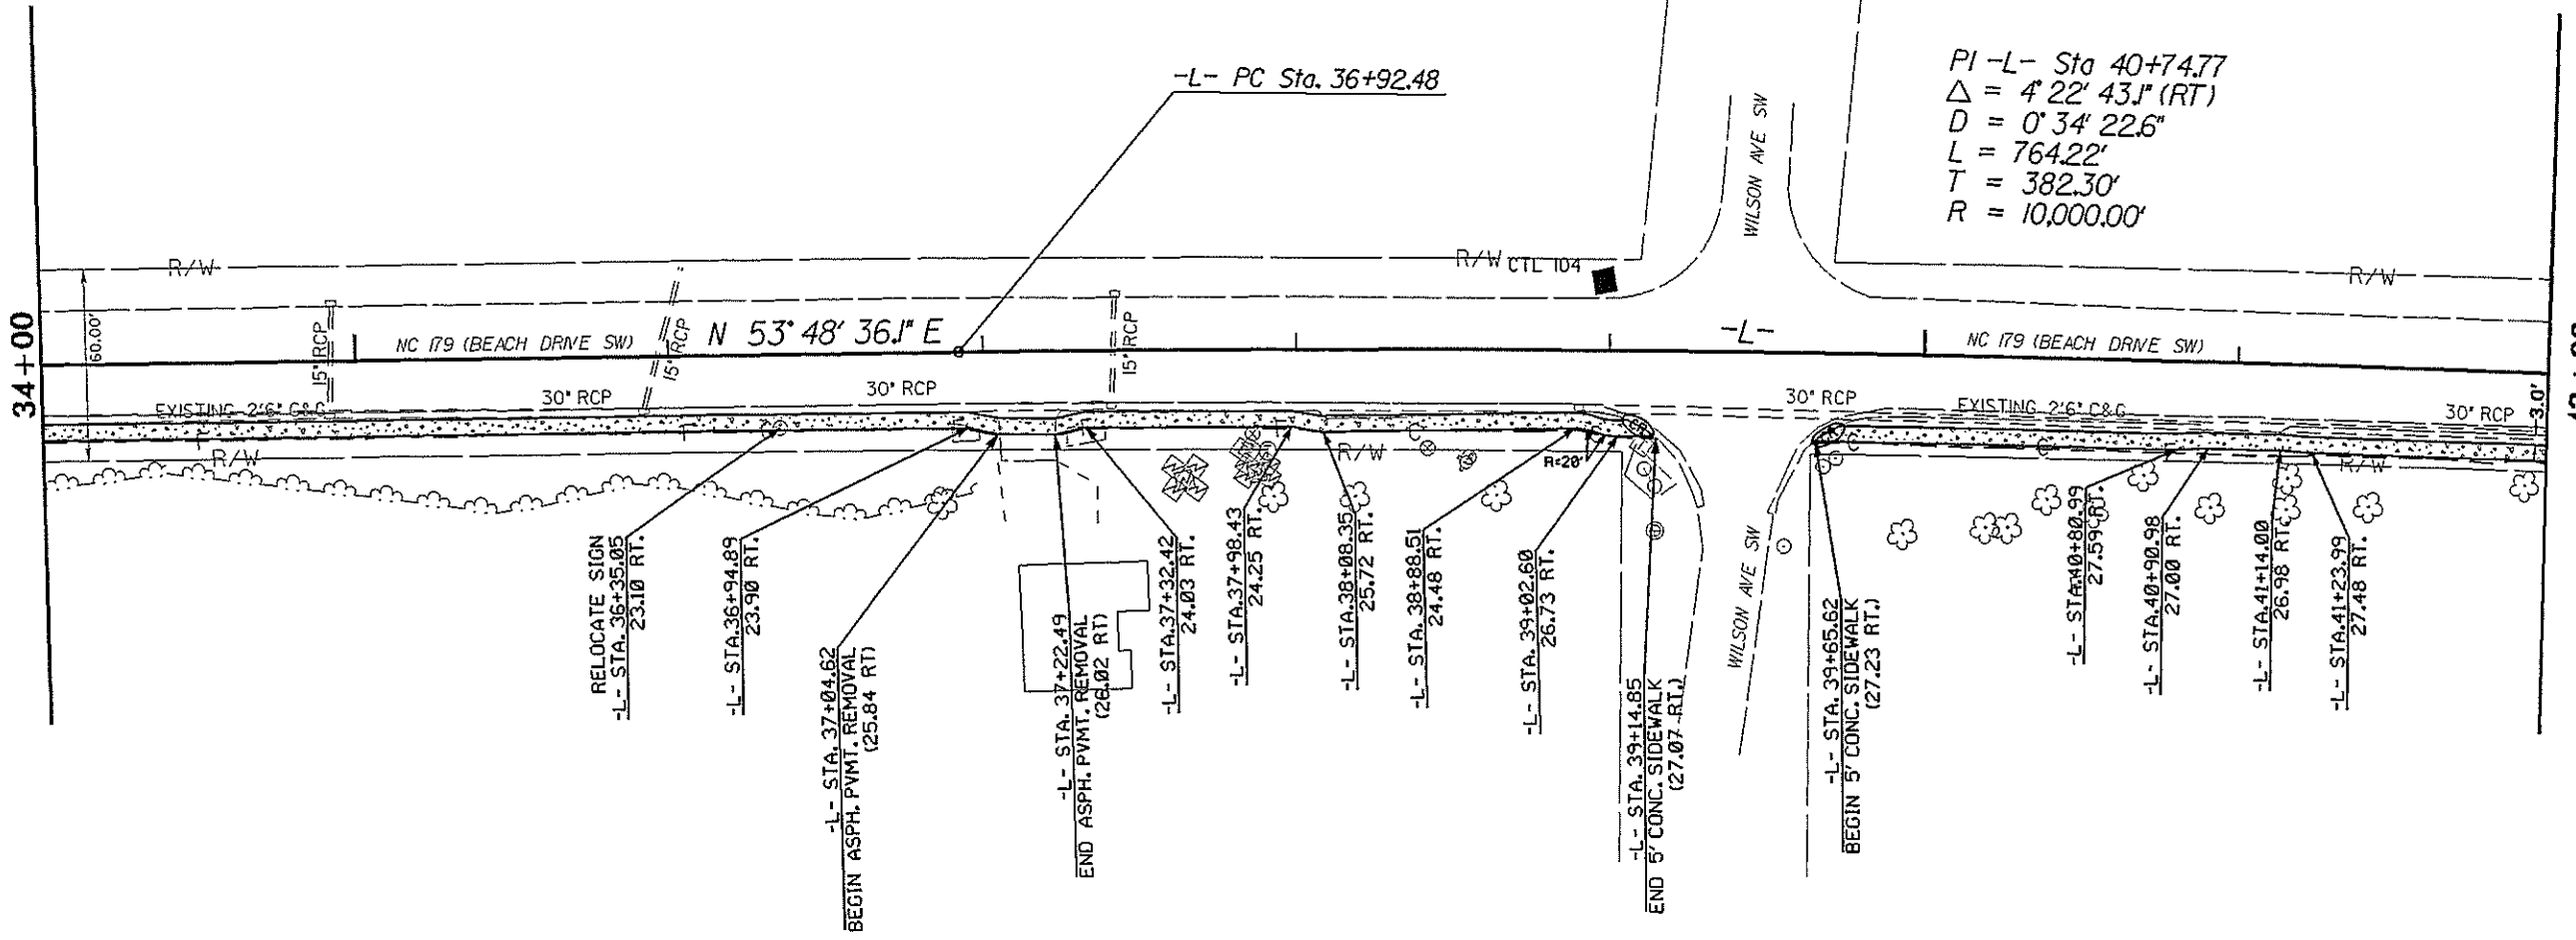 -L- PC Sta. 36+92.48
PI -L- Sta 40+74.77
Δ = 4° 22' 43.1" (RT)
D = 0° 34' 22.6"
L = 764.22'
T = 382.30'
R = 10,000.00'
WILSON AVE SW
R/W
R/W
CTL 104
R/W
34+00
60.00'
15" RCP
NC 179 (BEACH DRIVE SW)
15" RCP
N 53° 48' 36.1" E
15" RCP
-L-
NC 179 (BEACH DRIVE SW)
EXISTING 2'6" C&G
30" RCP
30" RCP
30" RCP
EXISTING 2'6" C&G
30" RCP
3.0'
R/W
R/W
R=20'
R/W
RELOCATE SIGN
-L- STA. 36+35.05
23.10 RT.
-L- STA.36+94.89
23.90 RT.
-L- STA. 37+04.62
BEGIN ASPH. PVMT. REMOVAL
(25.84 RT)
-L- STA. 37+22.49
END ASPH. PVMT. REMOVAL
(26.02 RT)
-L- STA.37+32.42
24.03 RT.
-L- STA.37+98.43
24.25 RT.
-L- STA.38+08.35
25.72 RT.
-L- STA.38+88.51
24.48 RT.
-L- STA. 39+02.60
26.73 RT.
-L- STA. 39+14.85
END 5' CONC. SIDEWALK
(27.07 RT.)
WILSON AVE SW
-L- STA. 39+65.62
BEGIN 5' CONC. SIDEWALK
(27.23 RT.)
-L- STA.40+80.99
27.59 RT.
-L- STA.40+90.98
27.00 RT.
-L- STA.41+14.00
26.98 RT.
-L- STA.41+23.99
27.48 RT.